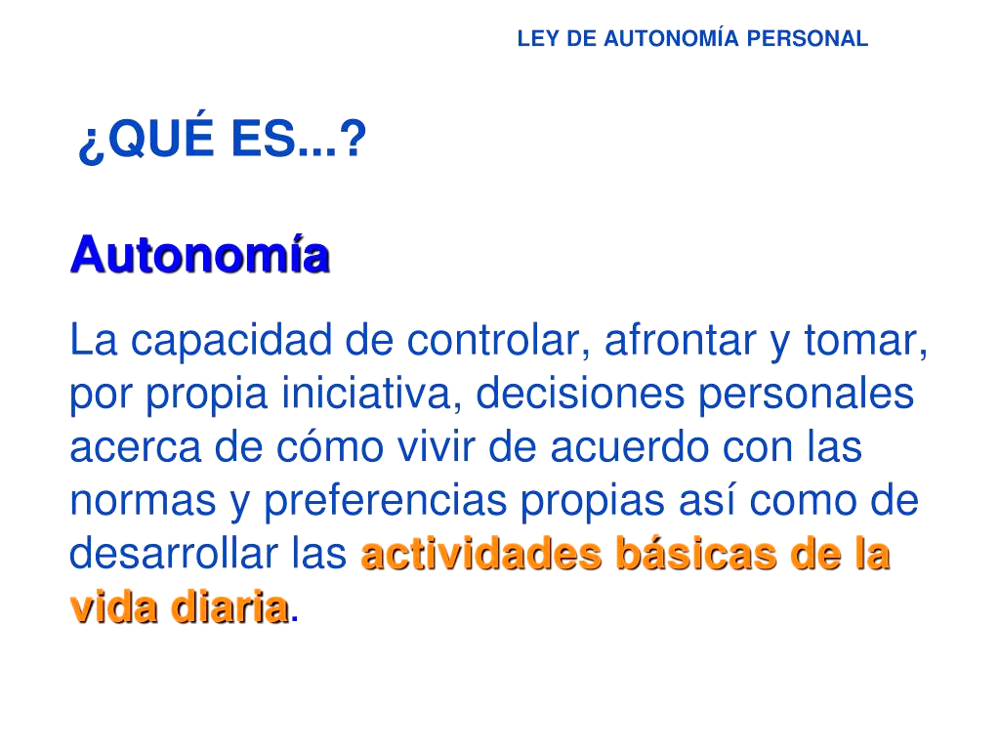 LEY DE AUTONOMÍA PERSONAL
¿QUÉ ES...?
Autonomía
La capacidad de controlar, afrontar y tomar,
por propia iniciativa, decisiones personales
acerca de cómo vivir de acuerdo con las
normas y preferencias propias así como de
desarrollar las actividades básicas de la
vida diaria.